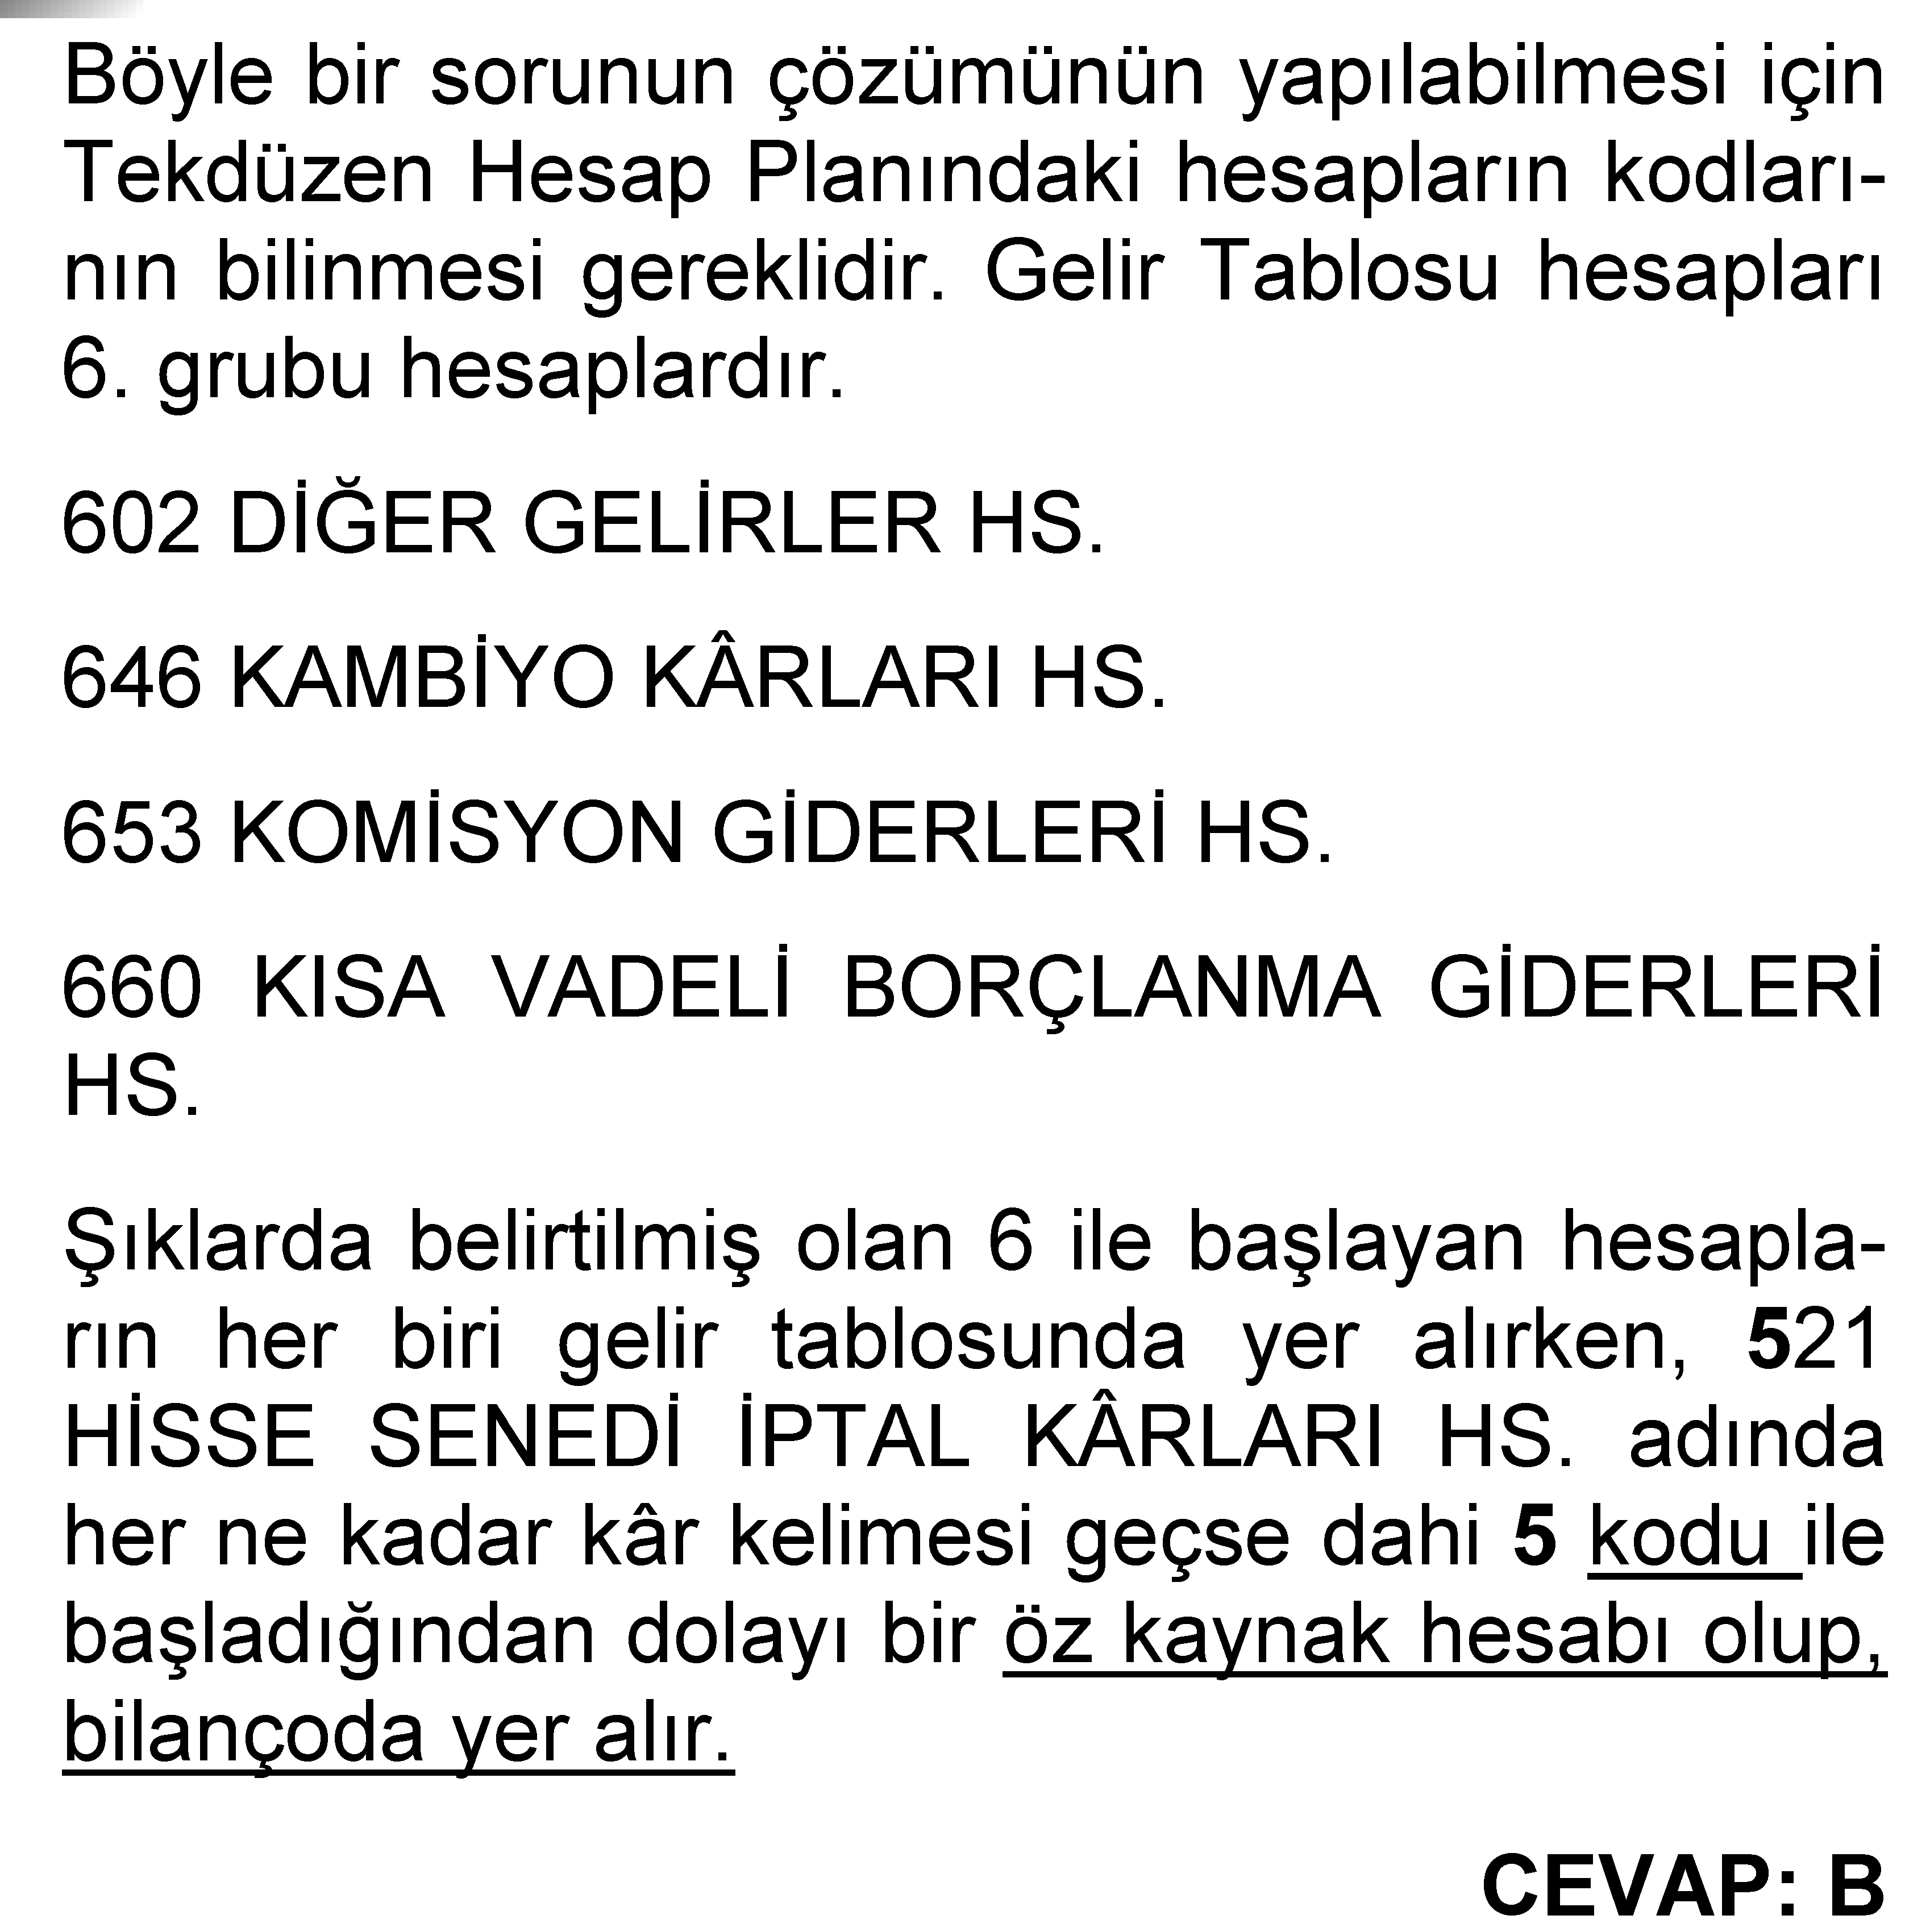 Böyle bir sorunun çözümünün yapılabilmesi için
Tekdüzen Hesap Planındaki hesapların kodları-
nın bilinmesi gereklidir. Gelir Tablosu hesapları
6. grubu hesaplardır.
602 DİĞER GELİRLER HS.
646 KAMBİYO KÂRLARI HS.
653 KOMİSYON GİDERLERİ HS.
660 KISA VADELİ BORÇLANMA GİDERLERİ
HS.
Şıklarda belirtilmiş olan 6 ile başlayan hesapla-
rın her biri gelir tablosunda yer alırken, 521
HİSSE SENEDİ İPTAL KÂRLARI HS. adında
her ne kadar kâr kelimesi geçse dahi 5 kodu ile
başladığından dolayı bir öz kaynak hesabı olup,
bilançoda yer alır.
CEVAP: B